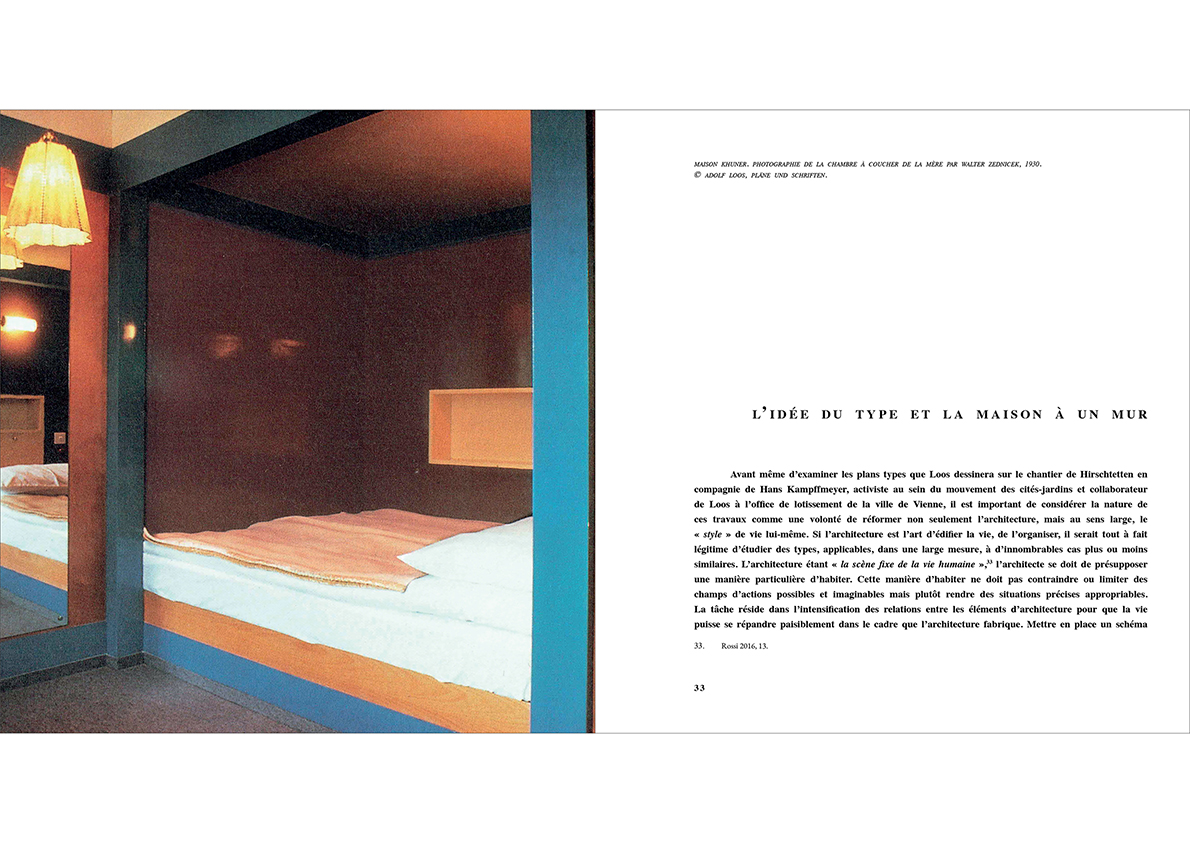 MAISON KHUNER. PHOTOGRAPHIE DE LA CHAMBRE À COUCHER DE LA MÈRE PAR WALTER ZEDNICEK, 1930.
© ADOLF LOOS, PLÄNE UND SCHRIFTEN.
L’IDÉE DU TYPE ET LA MAISON À UN MUR
Avant même d’examiner les plans types que Loos dessinera sur le chantier de Hirschtetten en
compagnie de Hans Kampffmeyer, activiste au sein du mouvement des cités-jardins et collaborateur
de Loos à l’office de lotissement de la ville de Vienne, il est important de considérer la nature de
ces travaux comme une volonté de réformer non seulement l’architecture, mais au sens large, le
« style » de vie lui-même. Si l’architecture est l’art d’édifier la vie, de l’organiser, il serait tout à fait
légitime d’étudier des types, applicables, dans une large mesure, à d’innombrables cas plus ou moins
similaires. L’architecture étant « la scène fixe de la vie humaine »,33 l’architecte se doit de présupposer
une manière particulière d’habiter. Cette manière d’habiter ne doit pas contraindre ou limiter des
champs d’actions possibles et imaginables mais plutôt rendre des situations précises appropriables.
La tâche réside dans l’intensification des relations entre les éléments d’architecture pour que la vie
puisse se répandre paisiblement dans le cadre que l’architecture fabrique. Mettre en place un schéma
33. Rossi 2016, 13.
33